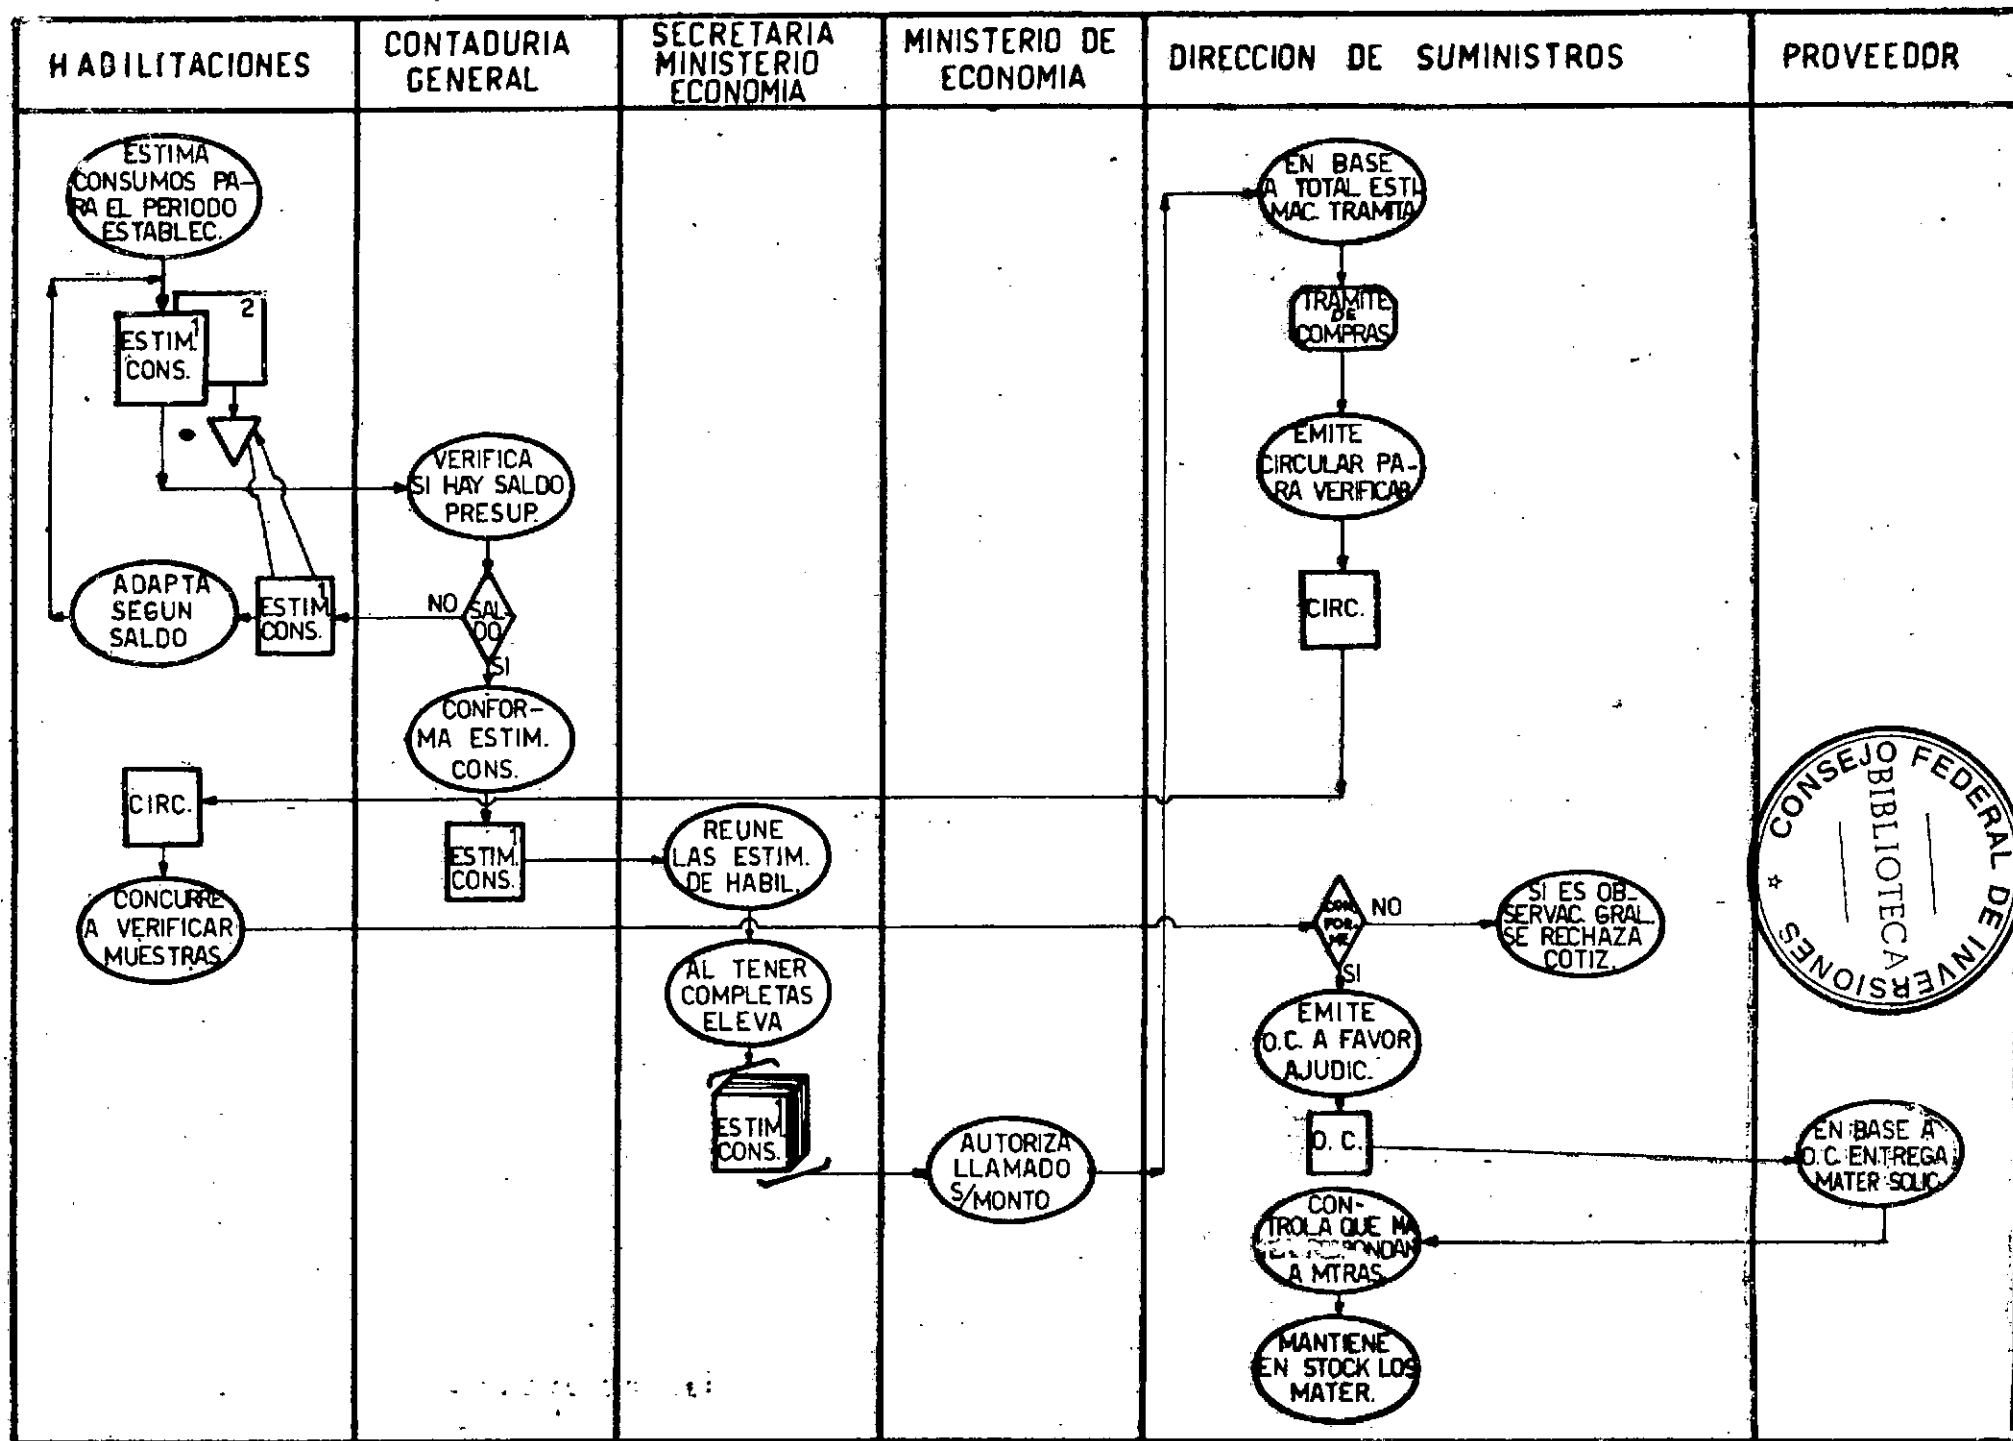 HABILITACIONES
CONTADURIA
GENERAL
SECRETARIA
MINISTERIO
ECONOMIA
MINISTERIO DE
ECONOMIA
DIRECCION DE SUMINISTROS
PROVEEDOR
ESTIMA
CONSUMOS PA-
RA EL PERIODO
ESTABLEC.
2
1
ESTIM.
CONS.
ADAPTA
SEGUN
SALDO
1
ESTIM.
CONS.
CIRC.
CONCURRE
A VERIFICAR
MUESTRAS
VERIFICA
SI HAY SALDO
PRESUP.
NO
SAL-
DO
SI
CONFOR-
MA ESTIM.
CONS.
1
ESTIM.
CONS.
REUNE
LAS ESTIM.
DE HABIL.
AL TENER
COMPLETAS
ELEVA
1
ESTIM.
CONS.
AUTORIZA
LLAMADO
S/MONTO
EN BASE
A TOTAL ESTI-
MAC. TRAMITA
TRAMITE
DE
COMPRAS
EMITE
CIRCULAR PA-
RA VERIFICAR
CIRC.
CON
FOR-
ME
NO
SI
SI ES OB-
SERVAC. GRAL.
SE RECHAZA
COTIZ.
EMITE
O.C. A FAVOR
AJUDIC.
O. C.
CON-
TROLA QUE MA
A MTRAS.
MANTIENE
EN STOCK LOS
MATER.
EN BASE A
O.C. ENTREGA
MATER SOLIC.
CONSEJO FEDERAL DE INVERSIONES
BIBLIOTECA